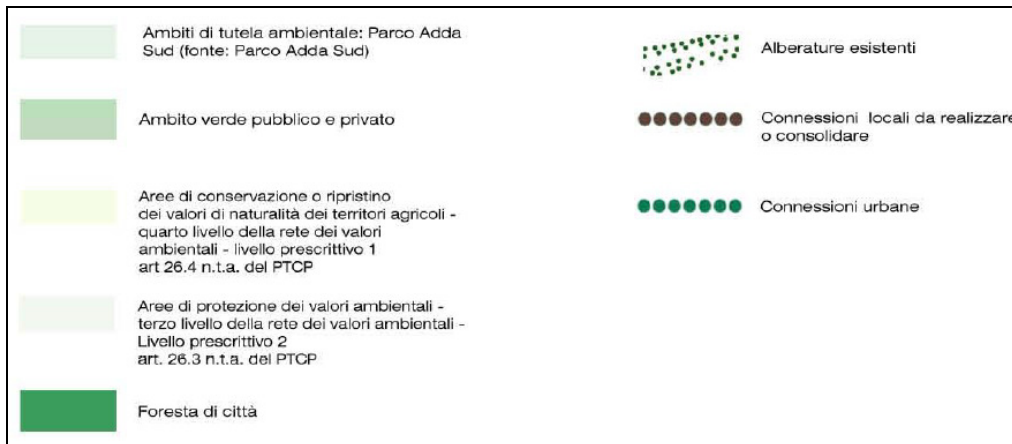 Ambiti di tutela ambientale: Parco Adda
Sud (fonte: Parco Adda Sud)
Ambito verde pubblico e privato
Aree di conservazione o ripristino
dei valori di naturalità dei territori agricoli -
quarto livello della rete dei valori
ambientali - livello prescrittivo 1
art 26.4 n.t.a. del PTCP
Aree di protezione dei valori ambientali -
terzo livello della rete dei valori ambientali -
Livello prescrittivo 2
art. 26.3 n.t.a. del PTCP
Foresta di città
Alberature esistenti
Connessioni locali da realizzare
o consolidare
Connessioni urbane